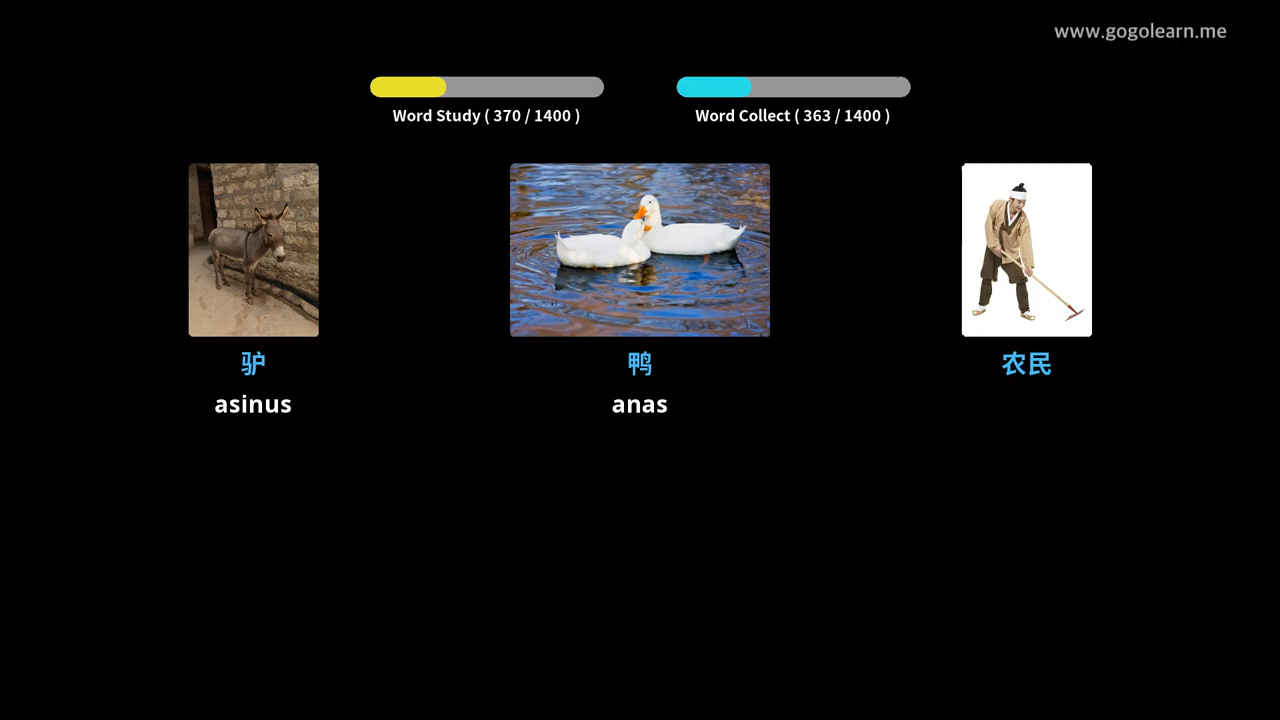 www.gogolearn.me
Word Study ( 370 / 1400 )
Word Collect ( 363 / 1400 )
驴
鸭
农民
asinus
anas